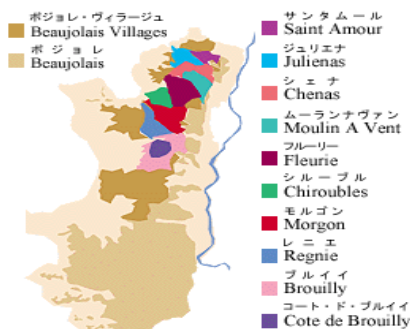 ポジョレ・ヴィラージュ
Beaujolais Villages
ボジョレ
Beaujolais
サンタムール
Saint Amour
ジュリエナ
Julienas
シェナ
Chenas
ムーランナヴァン
Moulin A Vent
フルーリー
Fleurie
シルーブル
Chiroubles
モルゴン
Morgon
レニエ
Regnie
ブルイイ
Brouilly
コート・ド・ブルイイ
Cote de Brouilly